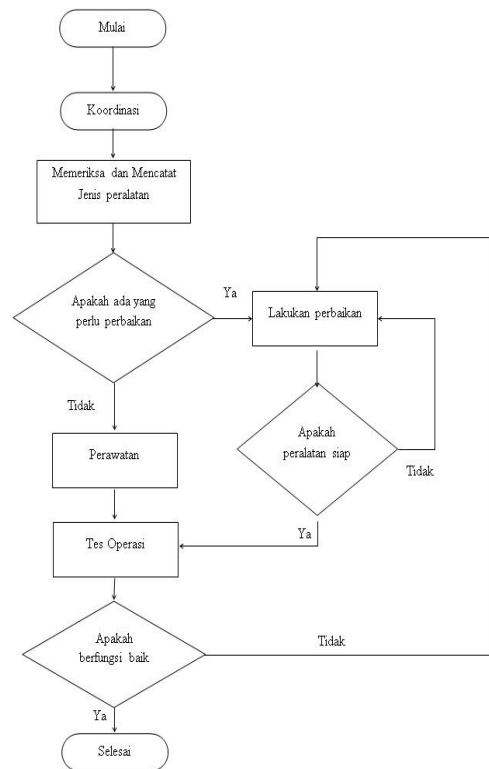 Mulai
Koordinasi
Memeriksa dan Mencatat
Jenis peralatan
Apakah ada yang
perlu perbaikan
Ya
Lakukan perbaikan
Tidak
Apakah
peralatan siap
Tidak
Perawatan
Ya
Tes Operasi
Apakah
berfungsi baik
Tidak
Ya
Selesai